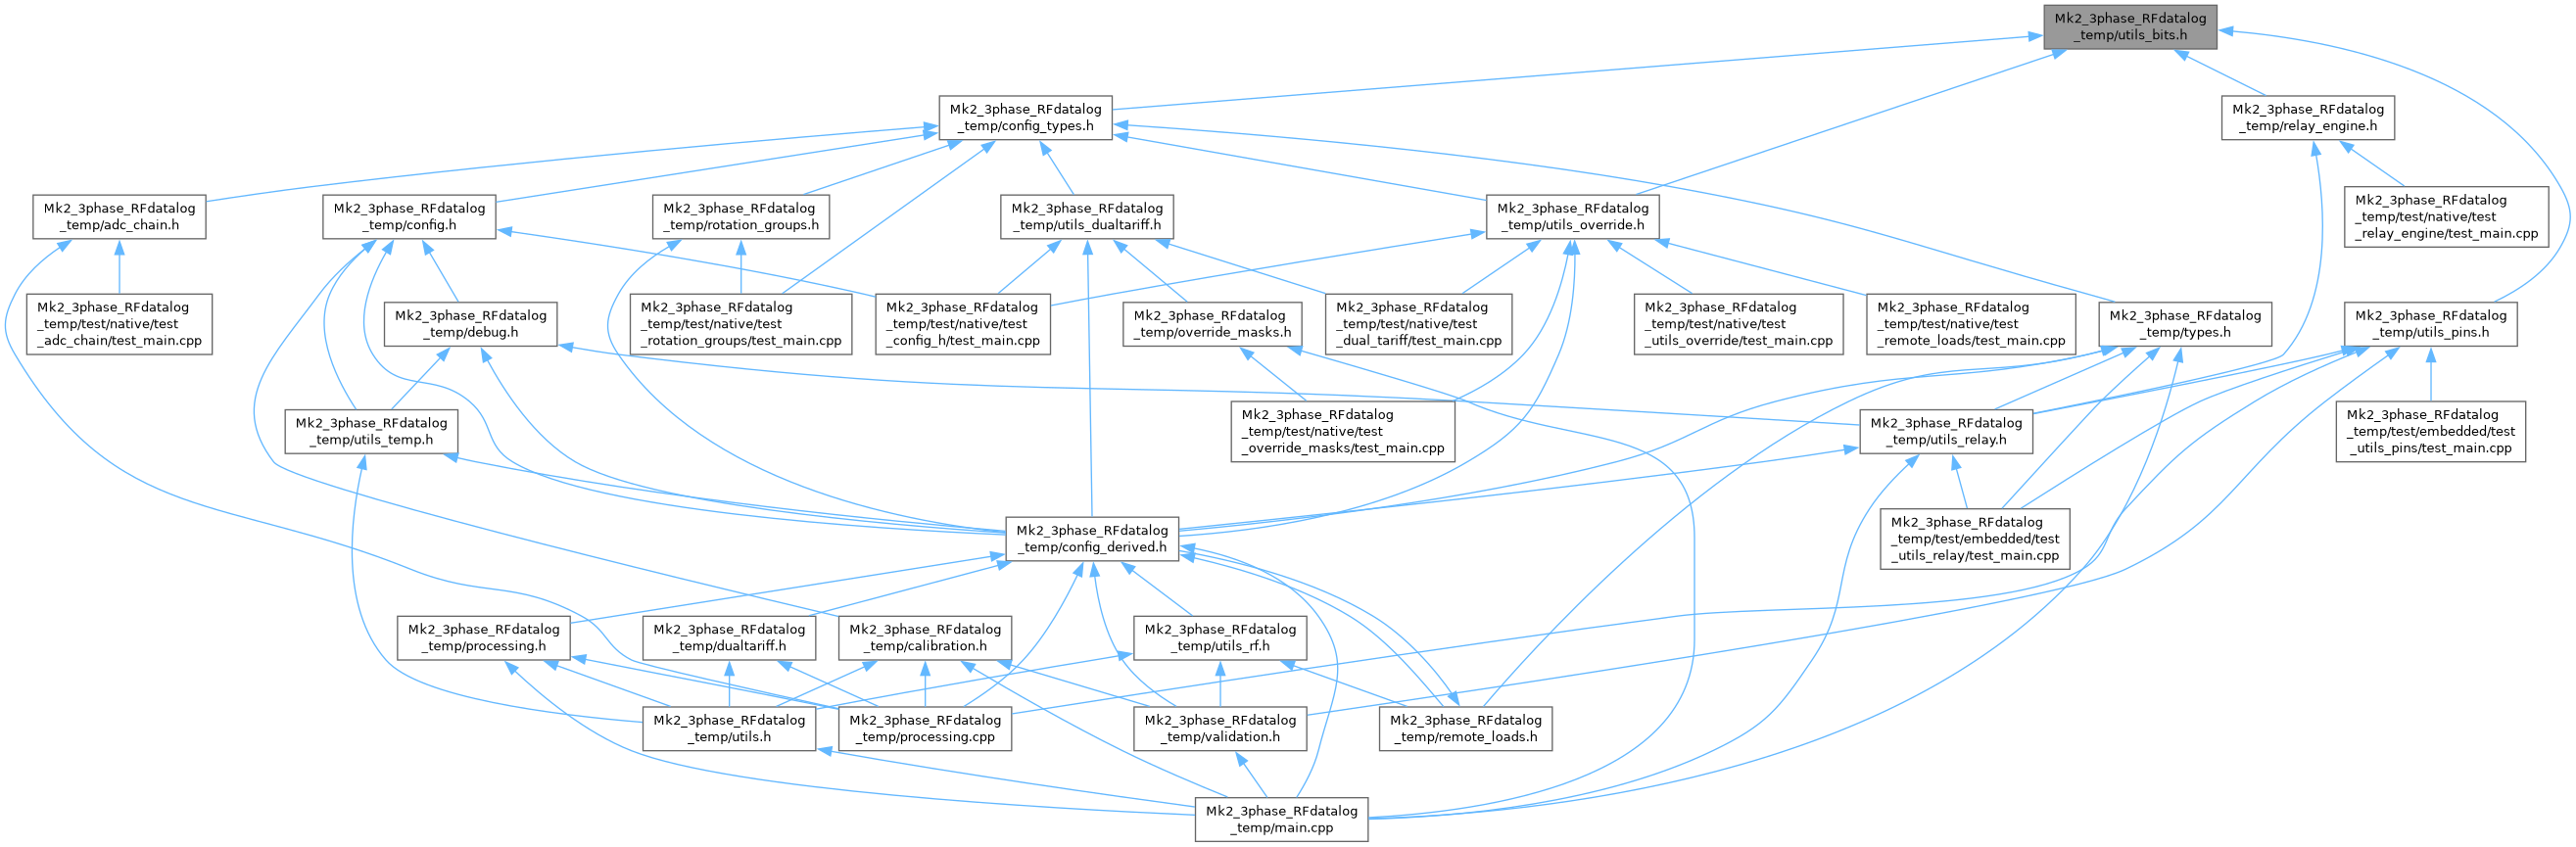 Mk2_3phase_RFdatalog
_temp/utils_bits.h
Mk2_3phase_RFdatalog
_temp/config_types.h
Mk2_3phase_RFdatalog
_temp/relay_engine.h
Mk2_3phase_RFdatalog
_temp/adc_chain.h
Mk2_3phase_RFdatalog
_temp/config.h
Mk2_3phase_RFdatalog
_temp/rotation_groups.h
Mk2_3phase_RFdatalog
_temp/utils_dualtariff.h
Mk2_3phase_RFdatalog
_temp/utils_override.h
Mk2_3phase_RFdatalog
_temp/test/native/test
_relay_engine/test_main.cpp
Mk2_3phase_RFdatalog
_temp/test/native/test
_adc_chain/test_main.cpp
Mk2_3phase_RFdatalog
_temp/debug.h
Mk2_3phase_RFdatalog
_temp/test/native/test
_rotation_groups/test_main.cpp
Mk2_3phase_RFdatalog
_temp/test/native/test
_config_h/test_main.cpp
Mk2_3phase_RFdatalog
_temp/override_masks.h
Mk2_3phase_RFdatalog
_temp/test/native/test
_dual_tariff/test_main.cpp
Mk2_3phase_RFdatalog
_temp/test/native/test
_utils_override/test_main.cpp
Mk2_3phase_RFdatalog
_temp/test/native/test
_remote_loads/test_main.cpp
Mk2_3phase_RFdatalog
_temp/types.h
Mk2_3phase_RFdatalog
_temp/utils_pins.h
Mk2_3phase_RFdatalog
_temp/utils_temp.h
Mk2_3phase_RFdatalog
_temp/test/native/test
_override_masks/test_main.cpp
Mk2_3phase_RFdatalog
_temp/utils_relay.h
Mk2_3phase_RFdatalog
_temp/test/embedded/test
_utils_pins/test_main.cpp
Mk2_3phase_RFdatalog
_temp/config_derived.h
Mk2_3phase_RFdatalog
_temp/test/embedded/test
_utils_relay/test_main.cpp
Mk2_3phase_RFdatalog
_temp/processing.h
Mk2_3phase_RFdatalog
_temp/dualtariff.h
Mk2_3phase_RFdatalog
_temp/calibration.h
Mk2_3phase_RFdatalog
_temp/utils_rf.h
Mk2_3phase_RFdatalog
_temp/utils.h
Mk2_3phase_RFdatalog
_temp/processing.cpp
Mk2_3phase_RFdatalog
_temp/validation.h
Mk2_3phase_RFdatalog
_temp/remote_loads.h
Mk2_3phase_RFdatalog
_temp/main.cpp